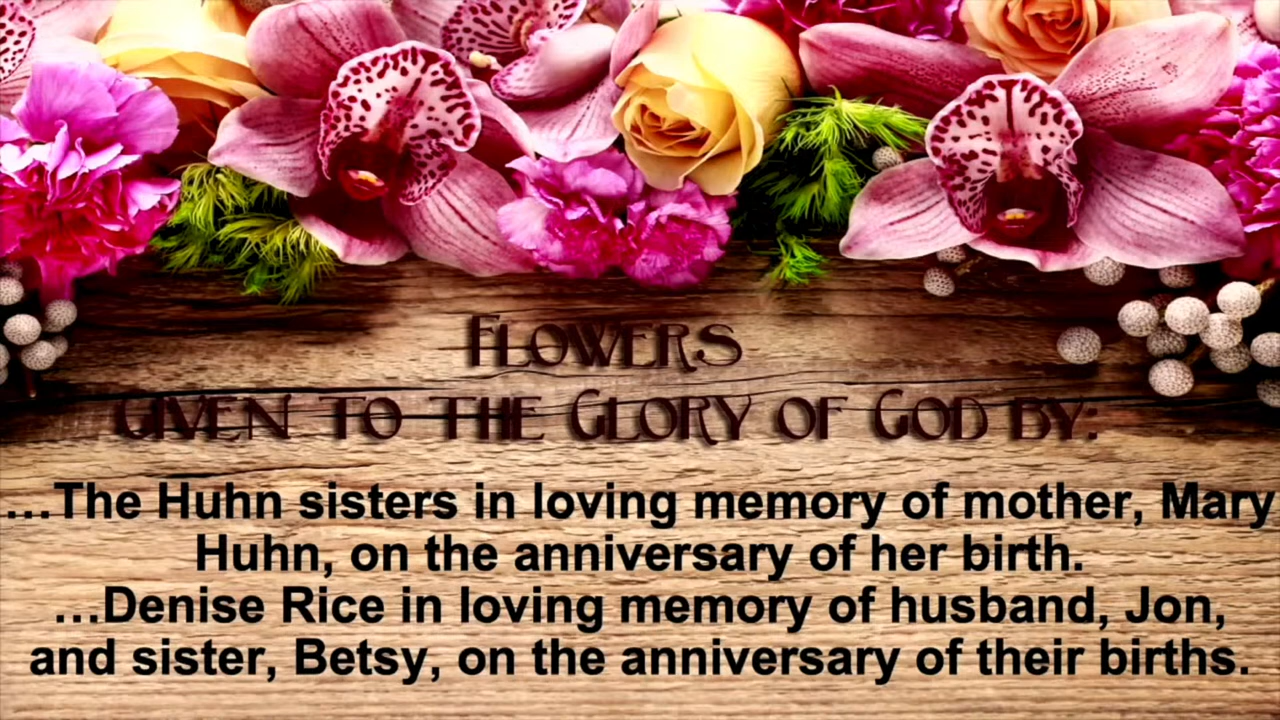 Flowers
given to the Glory of God by:
...The Huhn sisters in loving memory of mother, Mary
Huhn, on the anniversary of her birth.
...Denise Rice in loving memory of husband, Jon,
and sister, Betsy, on the anniversary of their births.